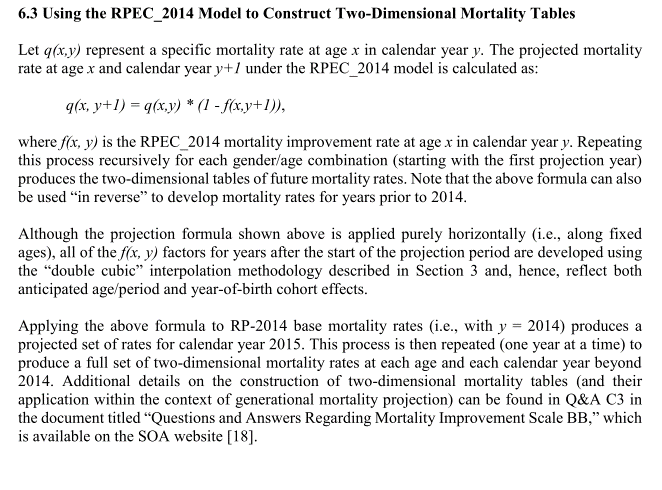 6.3 Using the RPEC_2014 Model to Construct Two-Dimensional Mortality Tables
Let q(x,y) represent a specific mortality rate at age x in calendar year y. The projected mortality
rate at age x and calendar year y+1 under the RPEC_2014 model is calculated as:
q(x, y+1) = q(x,y) * (1 - f(x,y+1)),
where f(x, y) is the RPEC_2014 mortality improvement rate at age x in calendar year y. Repeating
this process recursively for each gender/age combination (starting with the first projection year)
produces the two-dimensional tables of future mortality rates. Note that the above formula can also
be used “in reverse” to develop mortality rates for years prior to 2014.
Although the projection formula shown above is applied purely horizontally (i.e., along fixed
ages), all of the f(x, y) factors for years after the start of the projection period are developed using
the “double cubic” interpolation methodology described in Section 3 and, hence, reflect both
anticipated age/period and year-of-birth cohort effects.
Applying the above formula to RP-2014 base mortality rates (i.e., with y = 2014) produces a
projected set of rates for calendar year 2015. This process is then repeated (one year at a time) to
produce a full set of two-dimensional mortality rates at each age and each calendar year beyond
2014. Additional details on the construction of two-dimensional mortality tables (and their
application within the context of generational mortality projection) can be found in Q&A C3 in
the document titled “Questions and Answers Regarding Mortality Improvement Scale BB,” which
is available on the SOA website [18].